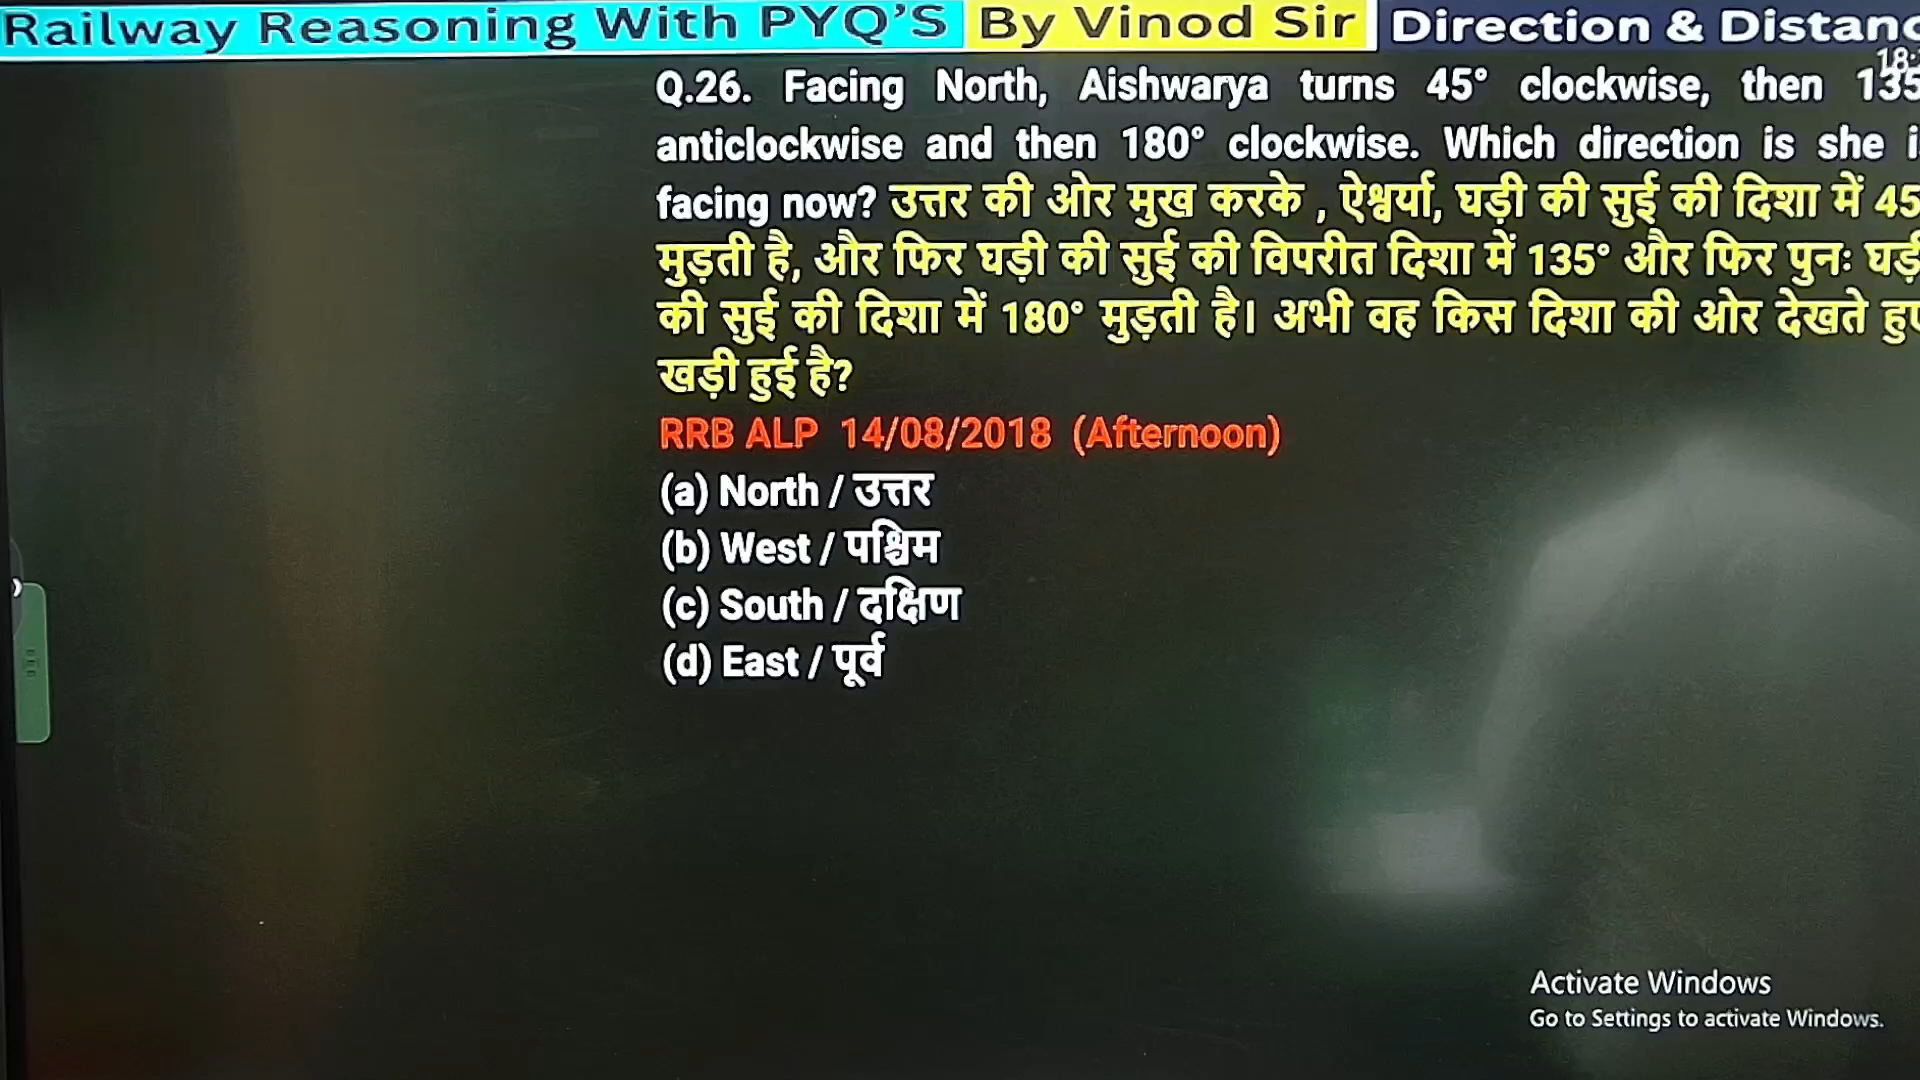 Railway Reasoning With PYQ'S By Vinod Sir Direction & Distanc
18:
Q.26. Facing North, Aishwarya turns 45° clockwise, then 135
anticlockwise and then 180° clockwise. Which direction is she i
facing now? उत्तर की ओर मुख करके , ऐश्वर्या, घड़ी की सुई की दिशा में 45
मुड़ती है, और फिर घड़ी की सुई की विपरीत दिशा में 135° और फिर पुनः घड़ी
की सुई की दिशा में 180° मुड़ती है। अभी वह किस दिशा की ओर देखते हुए
खड़ी हुई है?
RRB ALP 14/08/2018 (Afternoon)
(a) North / उत्तर
(b) West / पश्चिम
(c) South / दक्षिण
(d) East / पूर्व
Activate Windows
Go to Settings to activate Windows.